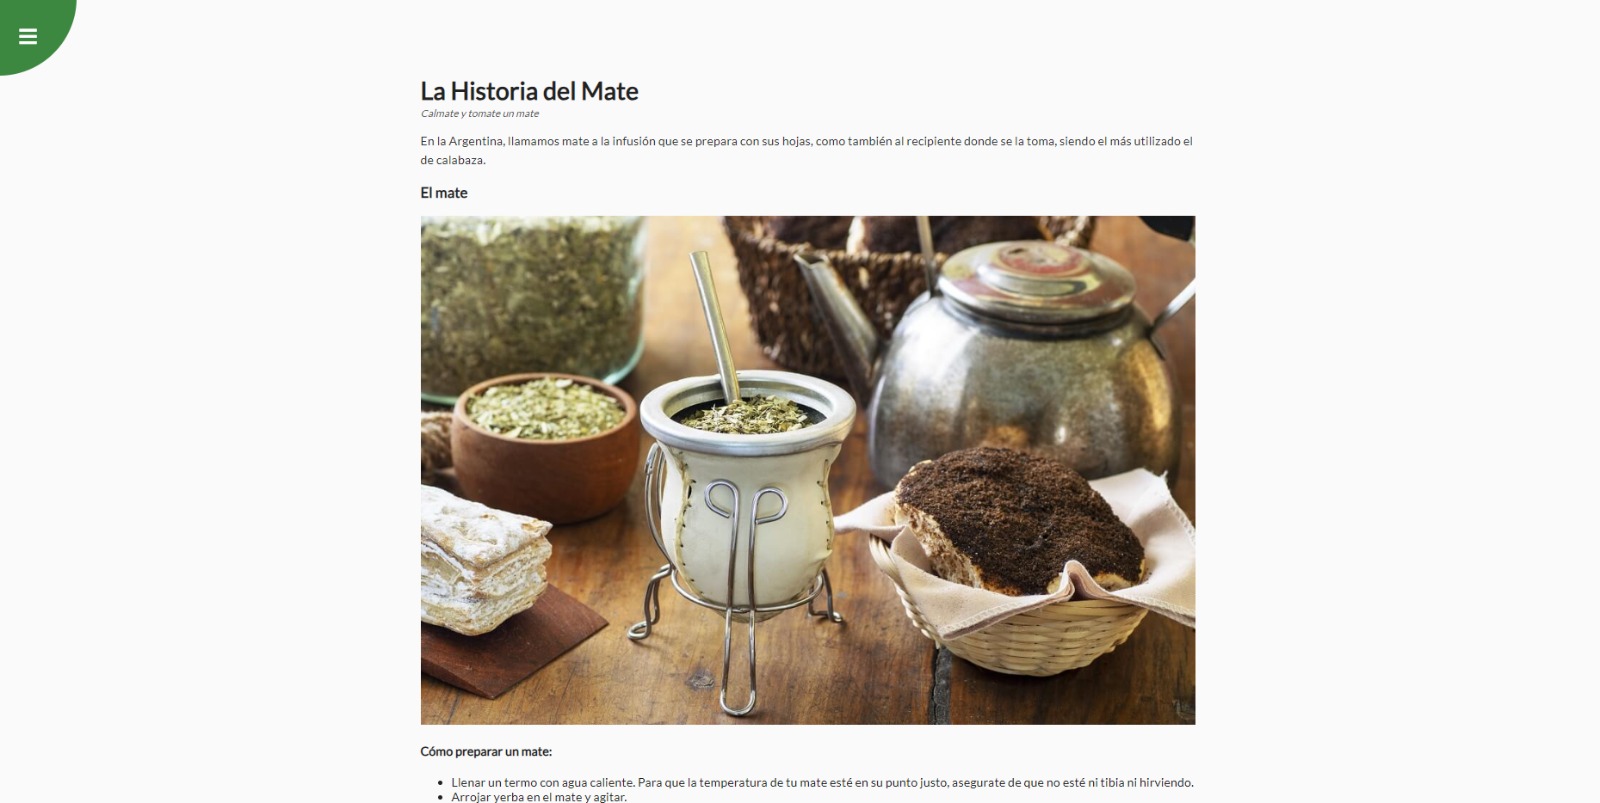 La Historia del Mate
Calmate y tomate un mate
En la Argentina, llamamos mate a la infusión que se prepara con sus hojas, como también al recipiente donde se la toma, siendo el más utilizado el
de calabaza.
El mate
Cómo preparar un mate:
• Llenar un termo con agua caliente. Para que la temperatura de tu mate esté en su punto justo, asegurate de que no esté ni tibia ni hirviendo.
• Arrojar yerba en el mate y agitar.